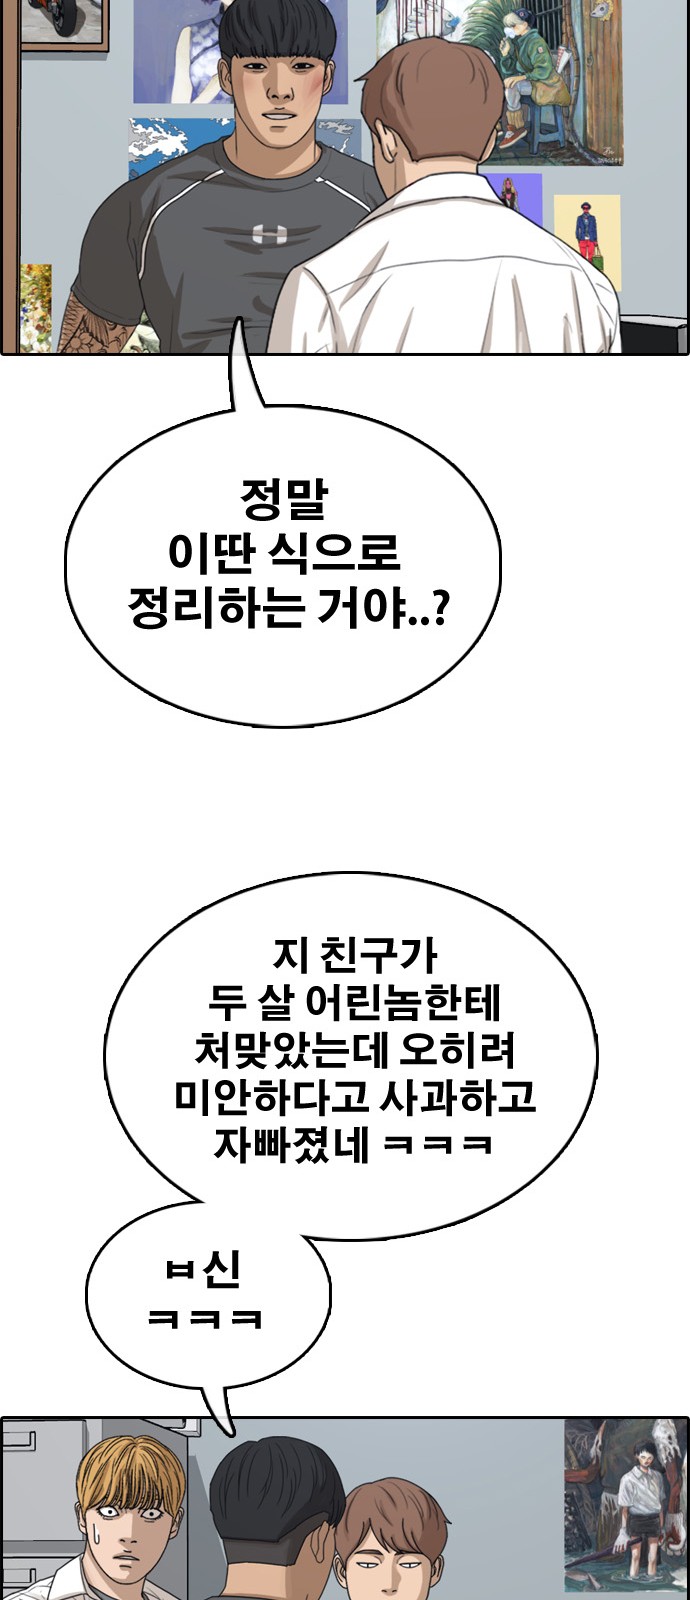 정말
이딴 식으로
정리하는 거야..?
지 친구가
두 살 어린놈한테
처맞았는데 오히려
미안하다고 사과하고
자빠졌네 ㅋㅋㅋ
ㅂ신
ㅋㅋㅋ